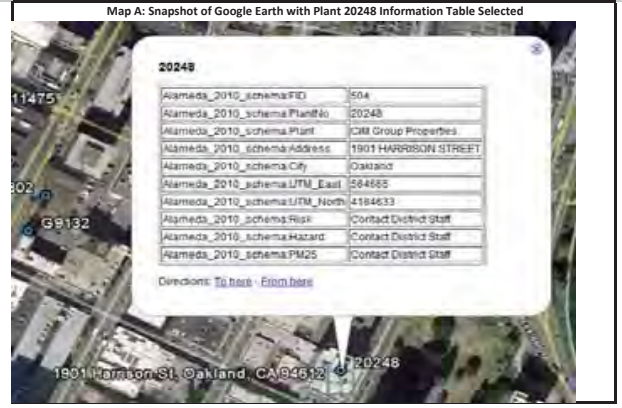 Map A: Snapshot of Google Earth with Plant 20248 Information Table Selected
20248
Alameda_2010_schema:FID 504
Alameda_2010_schema:PlantNo 20248
Alameda_2010_schema:Plant CIM Group Properties
Alameda_2010_schema:Address 1901 HARRISON STREET
Alameda_2010_schema:City Oakland
Alameda_2010_schema:UTM_East 564665
Alameda_2010_schema:UTM_North 4184633
Alameda_2010_schema:Risk Contact District Staff
Alameda_2010_schema:Hazard Contact District Staff
Alameda_2010_schema:PM25 Contact District Staff
Directions: To here - From here
11475
302
G9132
20248
1901 Harrison St, Oakland, CA 94612